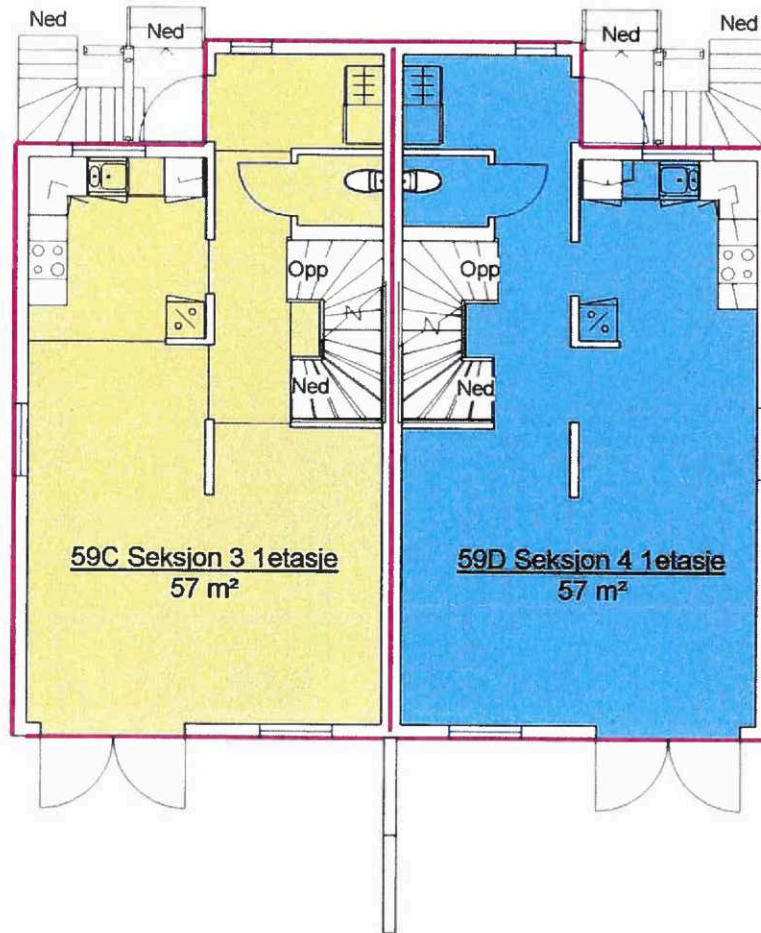 Ned
Ned
Ned
Ned
Opp
Opp
Ned
Ned
59C Seksjon 3 1etasje
57 m²
59D Seksjon 4 1etasje
57 m²